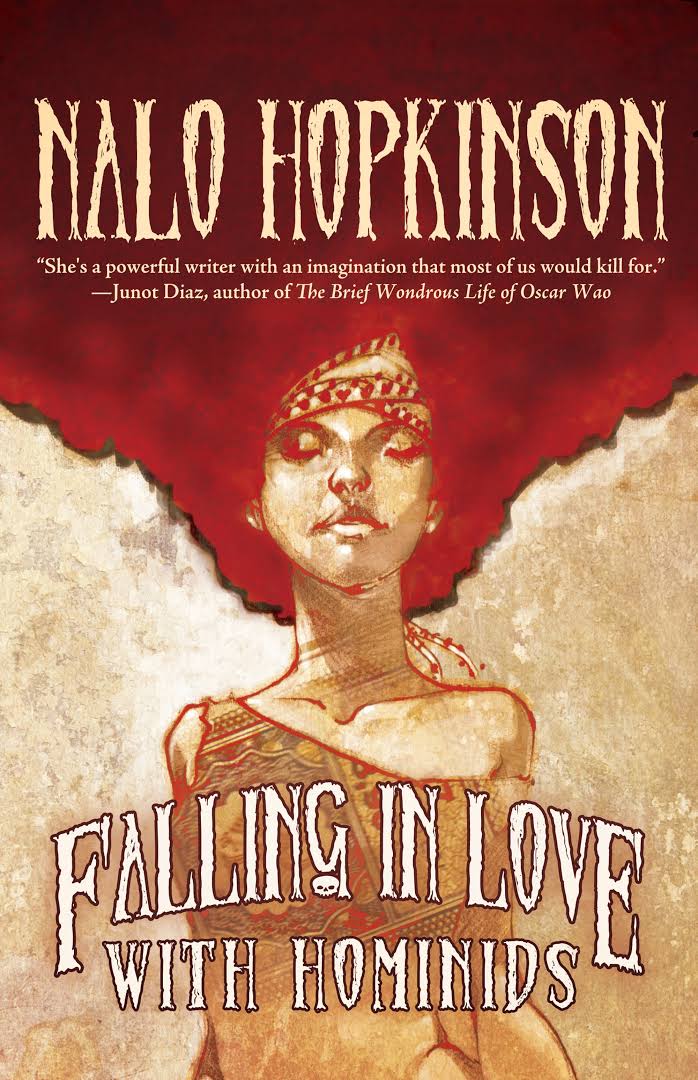 NALO HOPKINSON
“She's a powerful writer with an imagination that most of us would kill for.”
—Junot Diaz, author of The Brief Wondrous Life of Oscar Wao
FALLING IN LOVE
WITH HOMINIDS